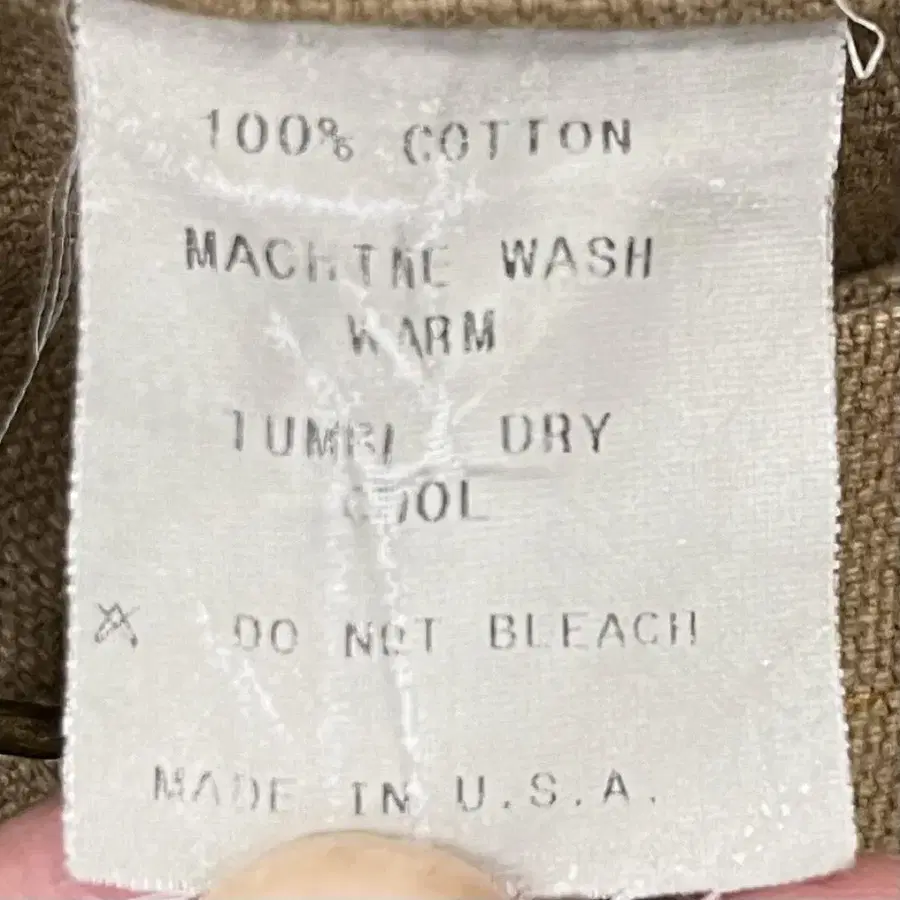 100% COTTON
MACHINE WASH
WARM
TUMBLE DRY
COOL
DO NOT BLEACH
MADE IN U.S.A.